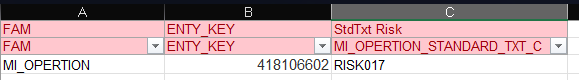 A B C
FAM ENTY_KEY StdTxt Risk
FAM ENTY_KEY MI_OPERTION_STANDARD_TXT_C
MI_OPERTION 418106602 RISK017